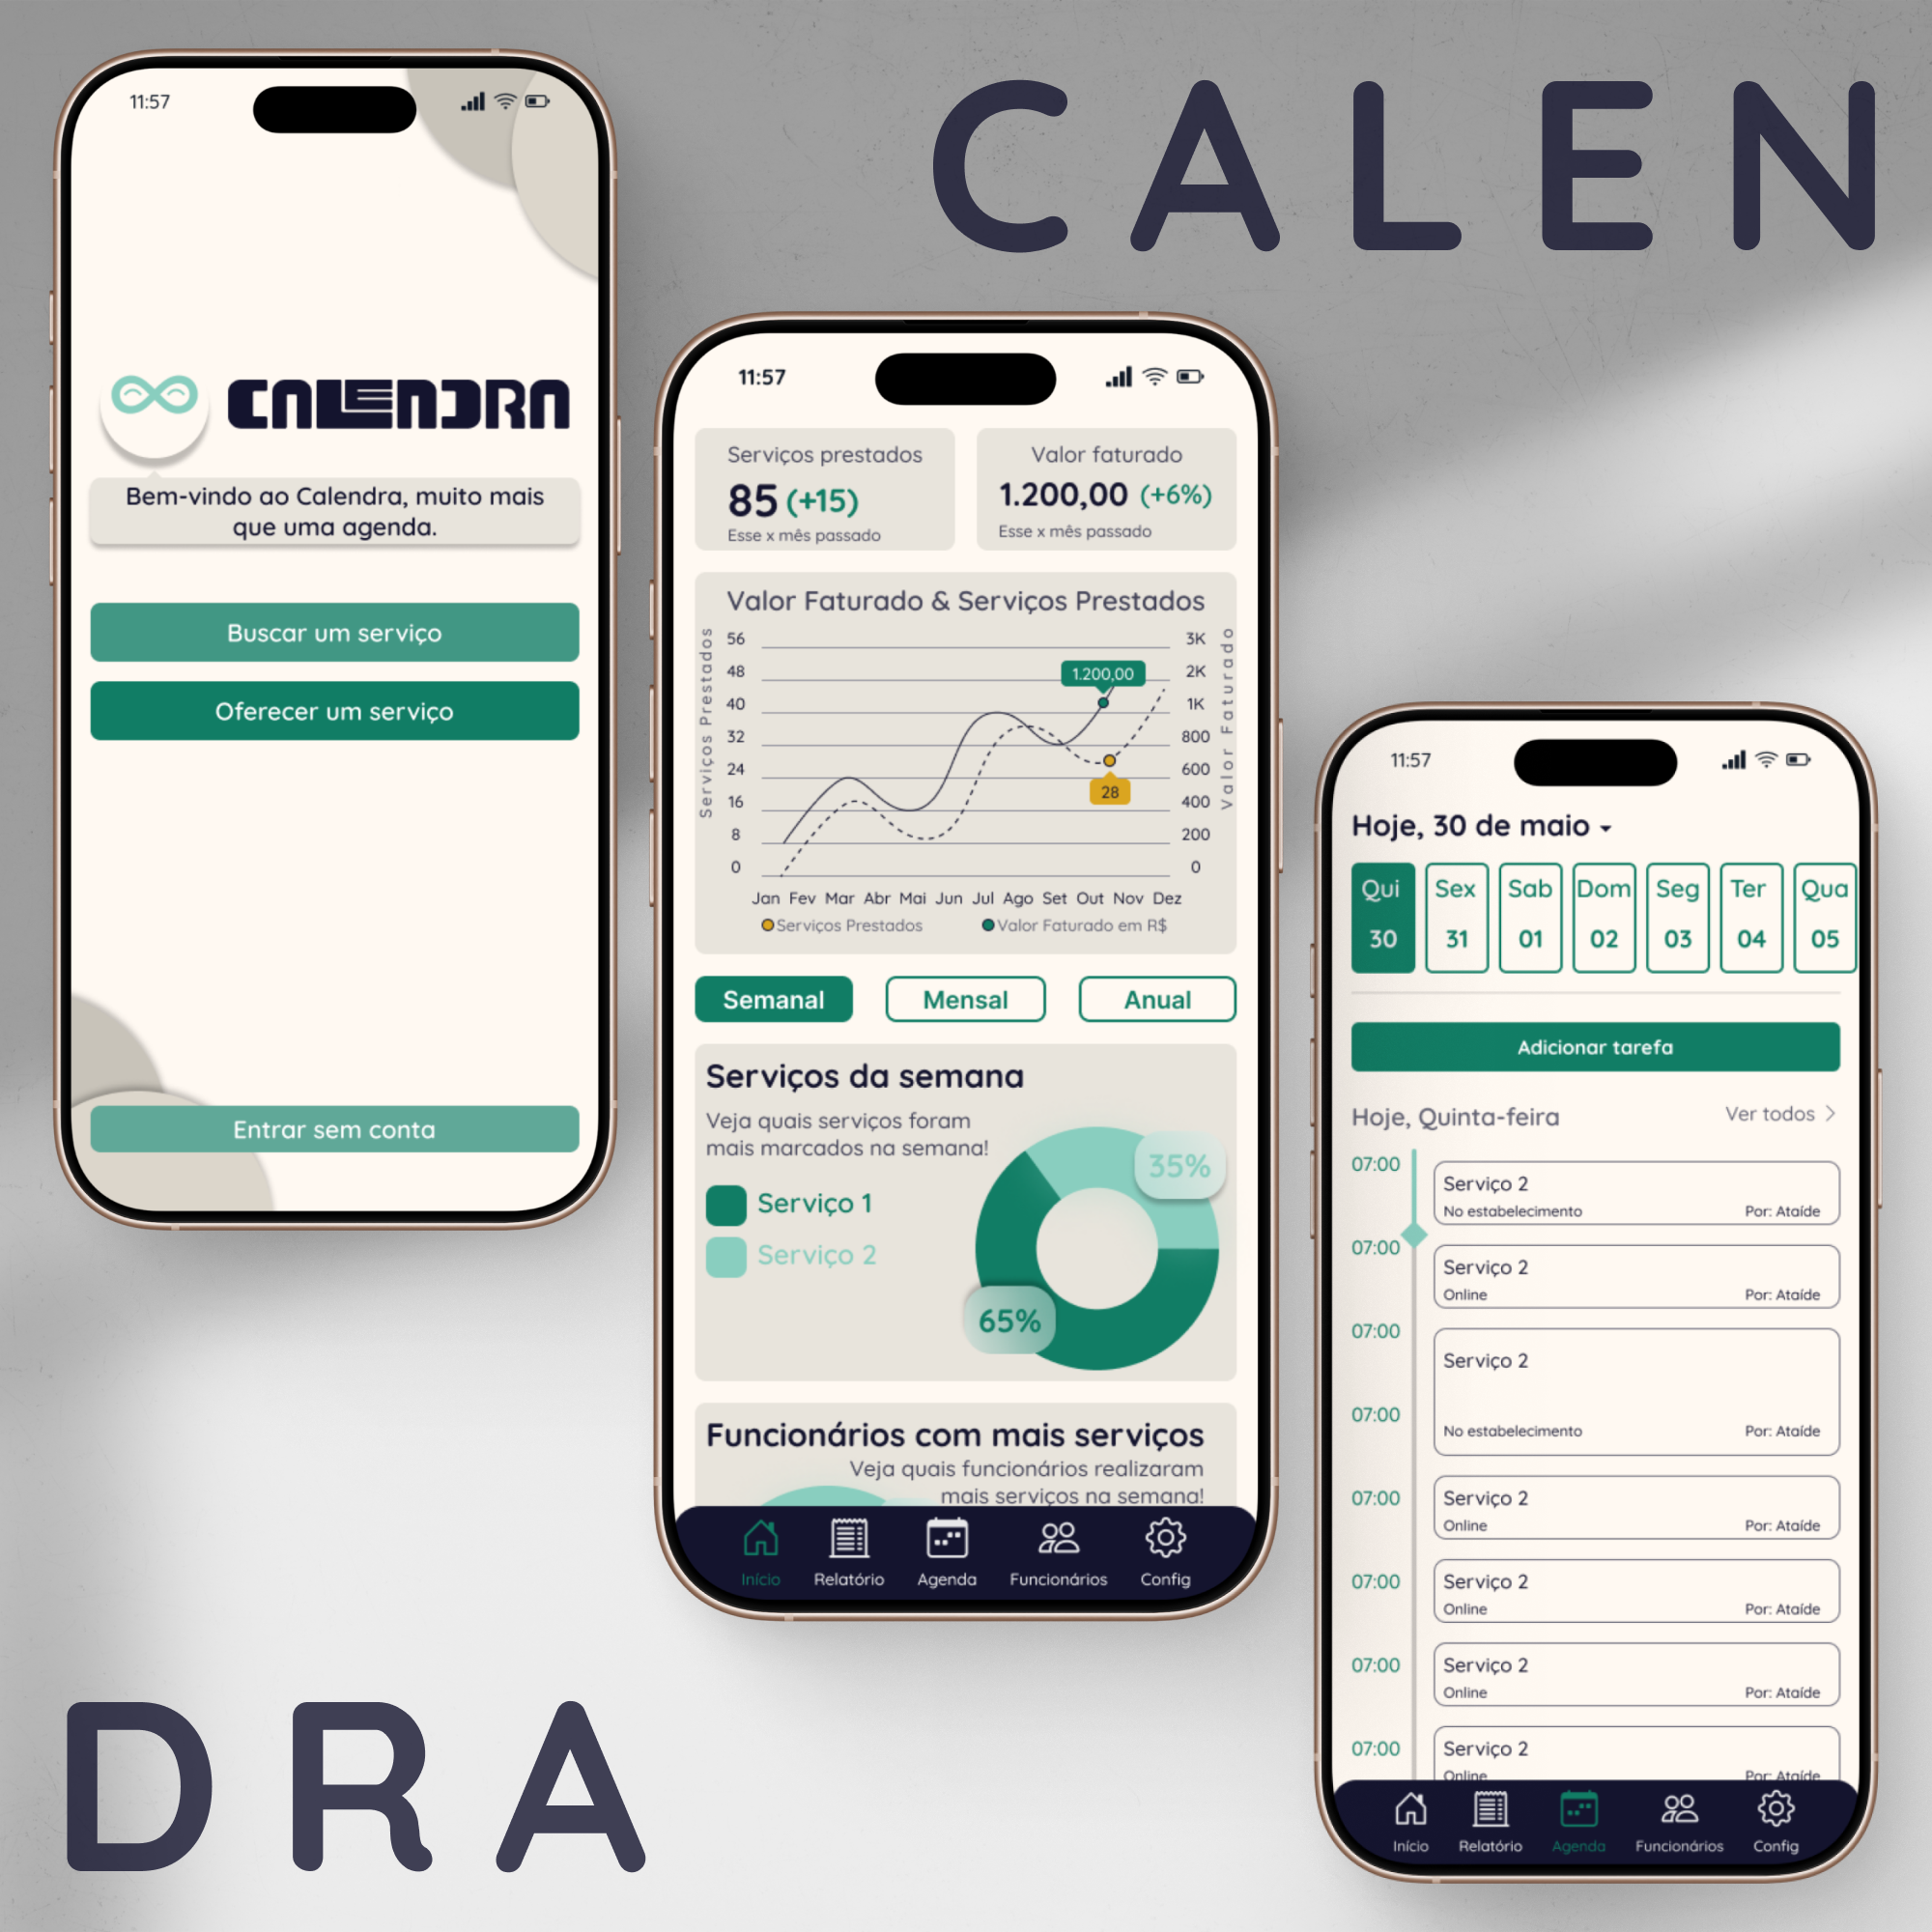 CALEN
11:57
CALENDRA
Bem-vindo ao Calendra, muito mais
que uma agenda.
Buscar um serviço
Oferecer um serviço
Entrar sem conta
11:57
Serviços prestados
85 (+15)
Esse x mês passado
Valor faturado
1.200,00 (+6%)
Esse x mês passado
Valor Faturado & Serviços Prestados
Serviços Prestados
56
48
40
32
24
16
8
0
1.200,00
28
3K
2K
1K
800
600
400
200
0
Valor Faturado
Jan Fev Mar Abr Mai Jun Jul Ago Set Out Nov Dez
Serviços Prestados
Valor Faturado em R$
Semanal
Mensal
Anual
Serviços da semana
Veja quais serviços foram
mais marcados na semana!
Serviço 1
Serviço 2
35%
65%
Funcionários com mais serviços
Veja quais funcionários realizaram
mais serviços na semana!
Início
Relatório
Agenda
Funcionários
Config
11:57
Hoje, 30 de maio
Qui
30
Sex
31
Sab
01
Dom
02
Seg
03
Ter
04
Qua
05
Adicionar tarefa
Hoje, Quinta-feira
Ver todos
07:00
Serviço 2
No estabelecimento
Por: Ataíde
07:00
Serviço 2
Online
Por: Ataíde
07:00
Serviço 2
07:00
No estabelecimento
Por: Ataíde
07:00
Serviço 2
Online
Por: Ataíde
07:00
Serviço 2
Online
Por: Ataíde
07:00
Serviço 2
Online
Por: Ataíde
07:00
Serviço 2
Online
Por: Ataíde
Início
Relatório
Agenda
Funcionários
Config
DRA